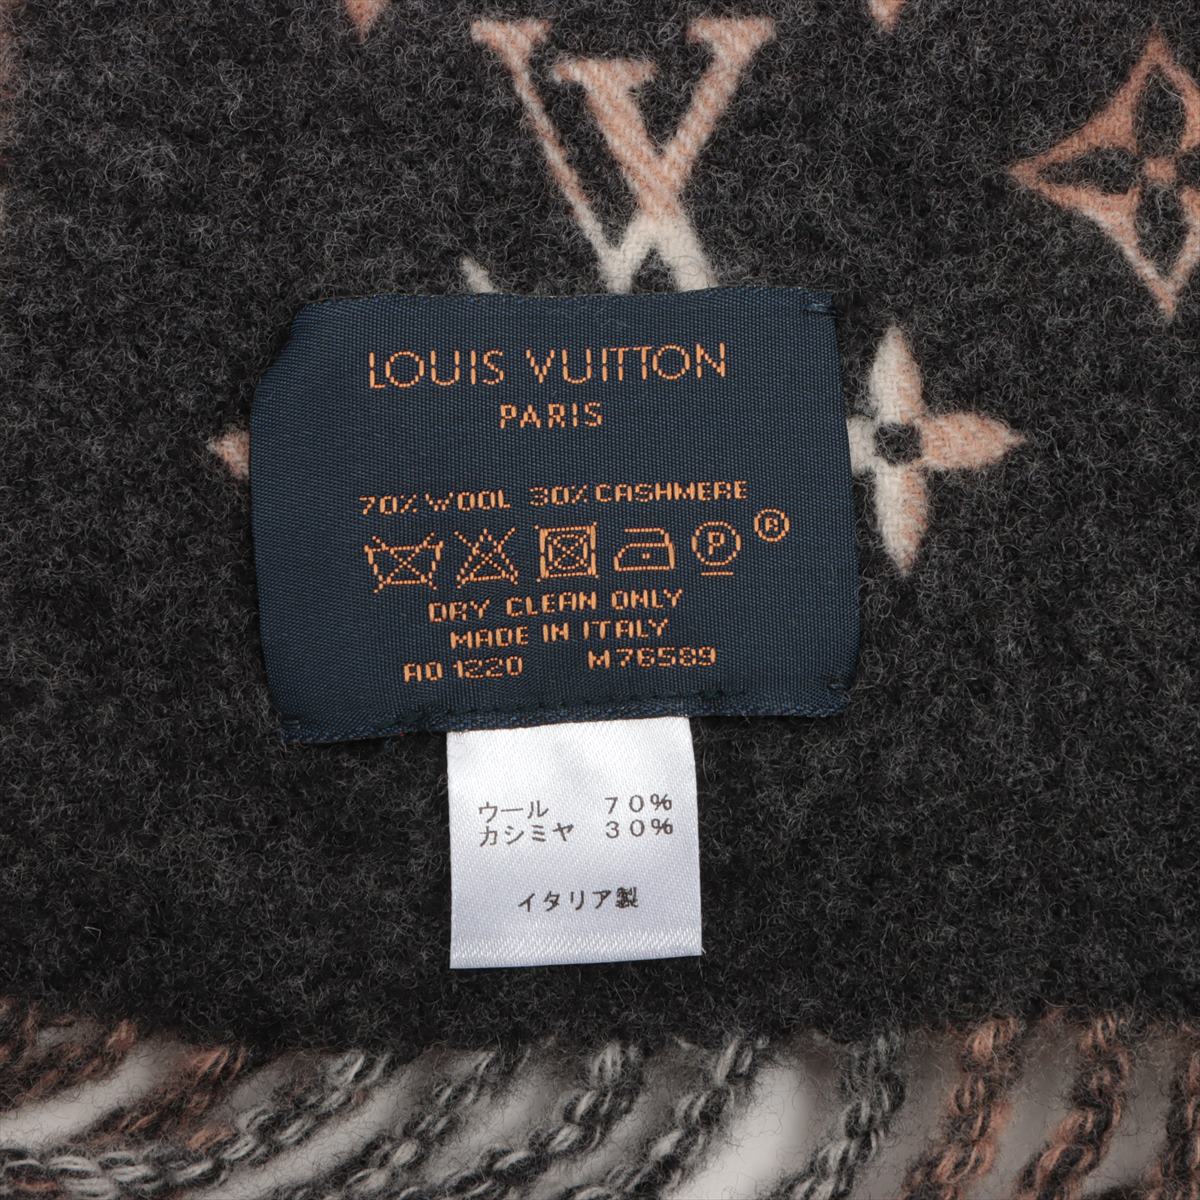 LOUIS VUITTON
PARIS
70% WOOL 30% CASHMERE
P ®
DRY CLEAN ONLY
MADE IN ITALY
AD 1220 M76589
ウール 70%
カシミヤ 30%
イタリア製